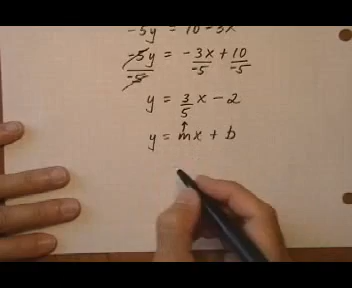 -5y = 10 - 3x
-5y/-5 = -3x/-5 + 10/-5
y = 3/5 x - 2
y = mx + b